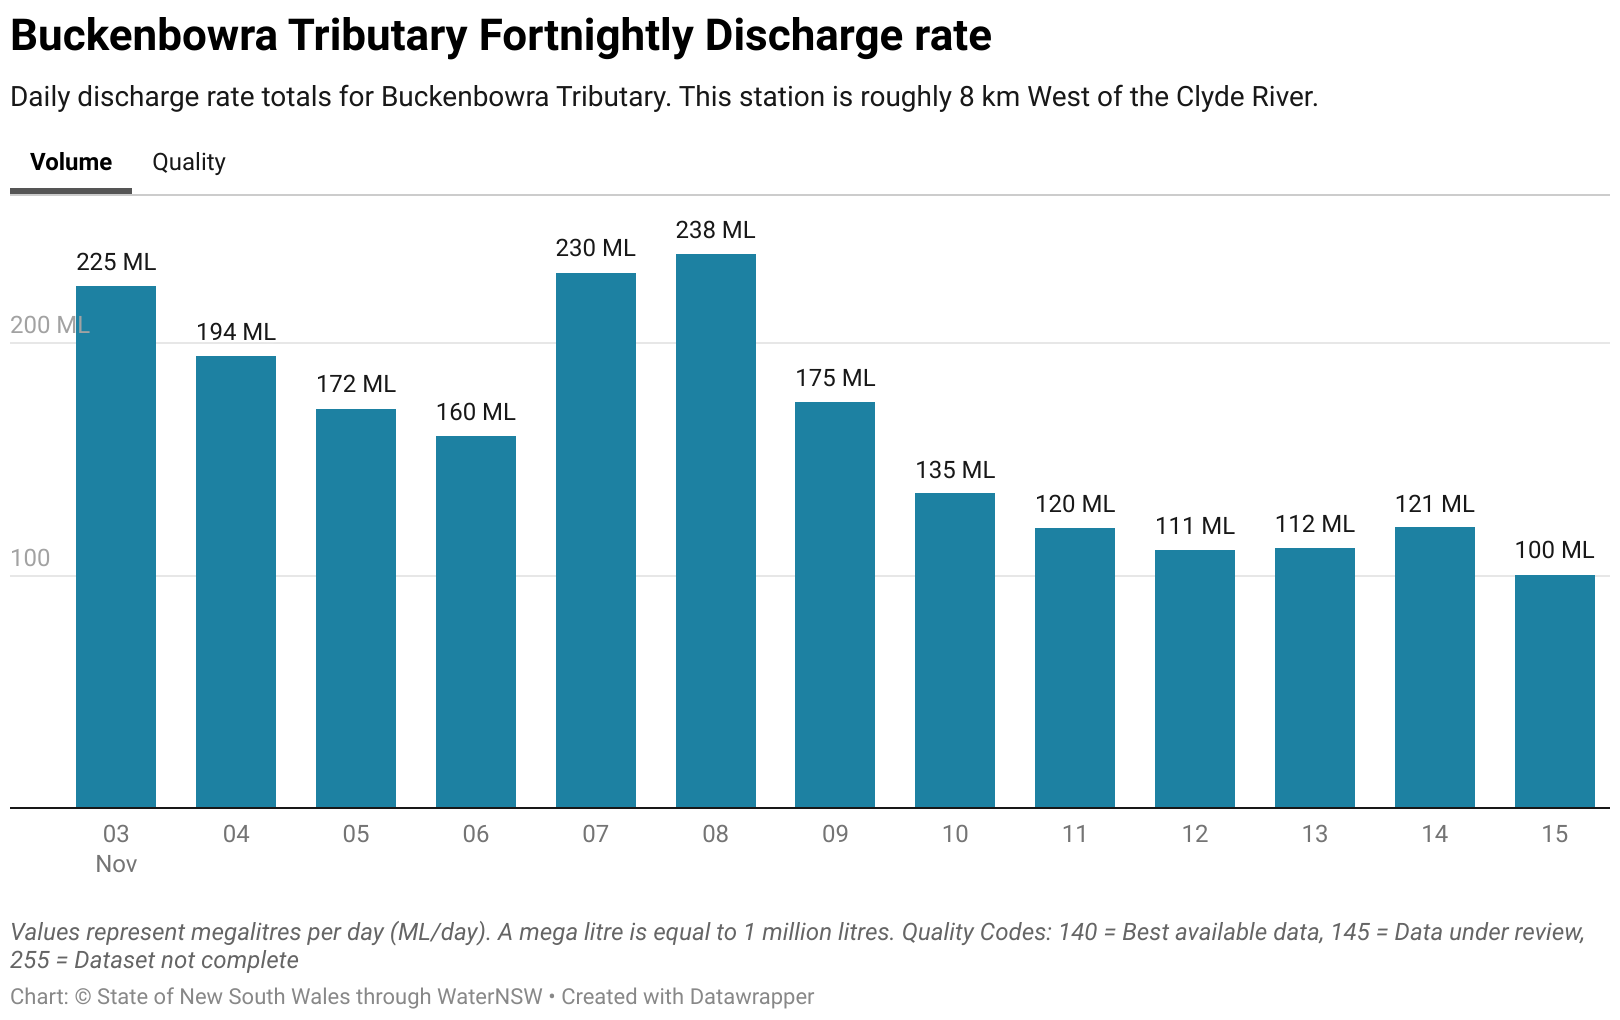 Buckenbowra Tributary Fortnightly Discharge rate
Daily discharge rate totals for Buckenbowra Tributary. This station is roughly 8 km West of the Clyde River.
Volume Quality
238 ML
230 ML
225 ML
200 ML
194 ML
175 ML
172 ML
160 ML
135 ML
120 ML
121 ML
111 ML
112 ML
100 ML
100
03 04 05 06 07 08 09 10 11 12 13 14 15
Nov
Values represent megalitres per day (ML/day). A mega litre is equal to 1 million litres. Quality Codes: 140 = Best available data, 145 = Data under review,
255 = Dataset not complete
Chart: © State of New South Wales through WaterNSW • Created with Datawrapper